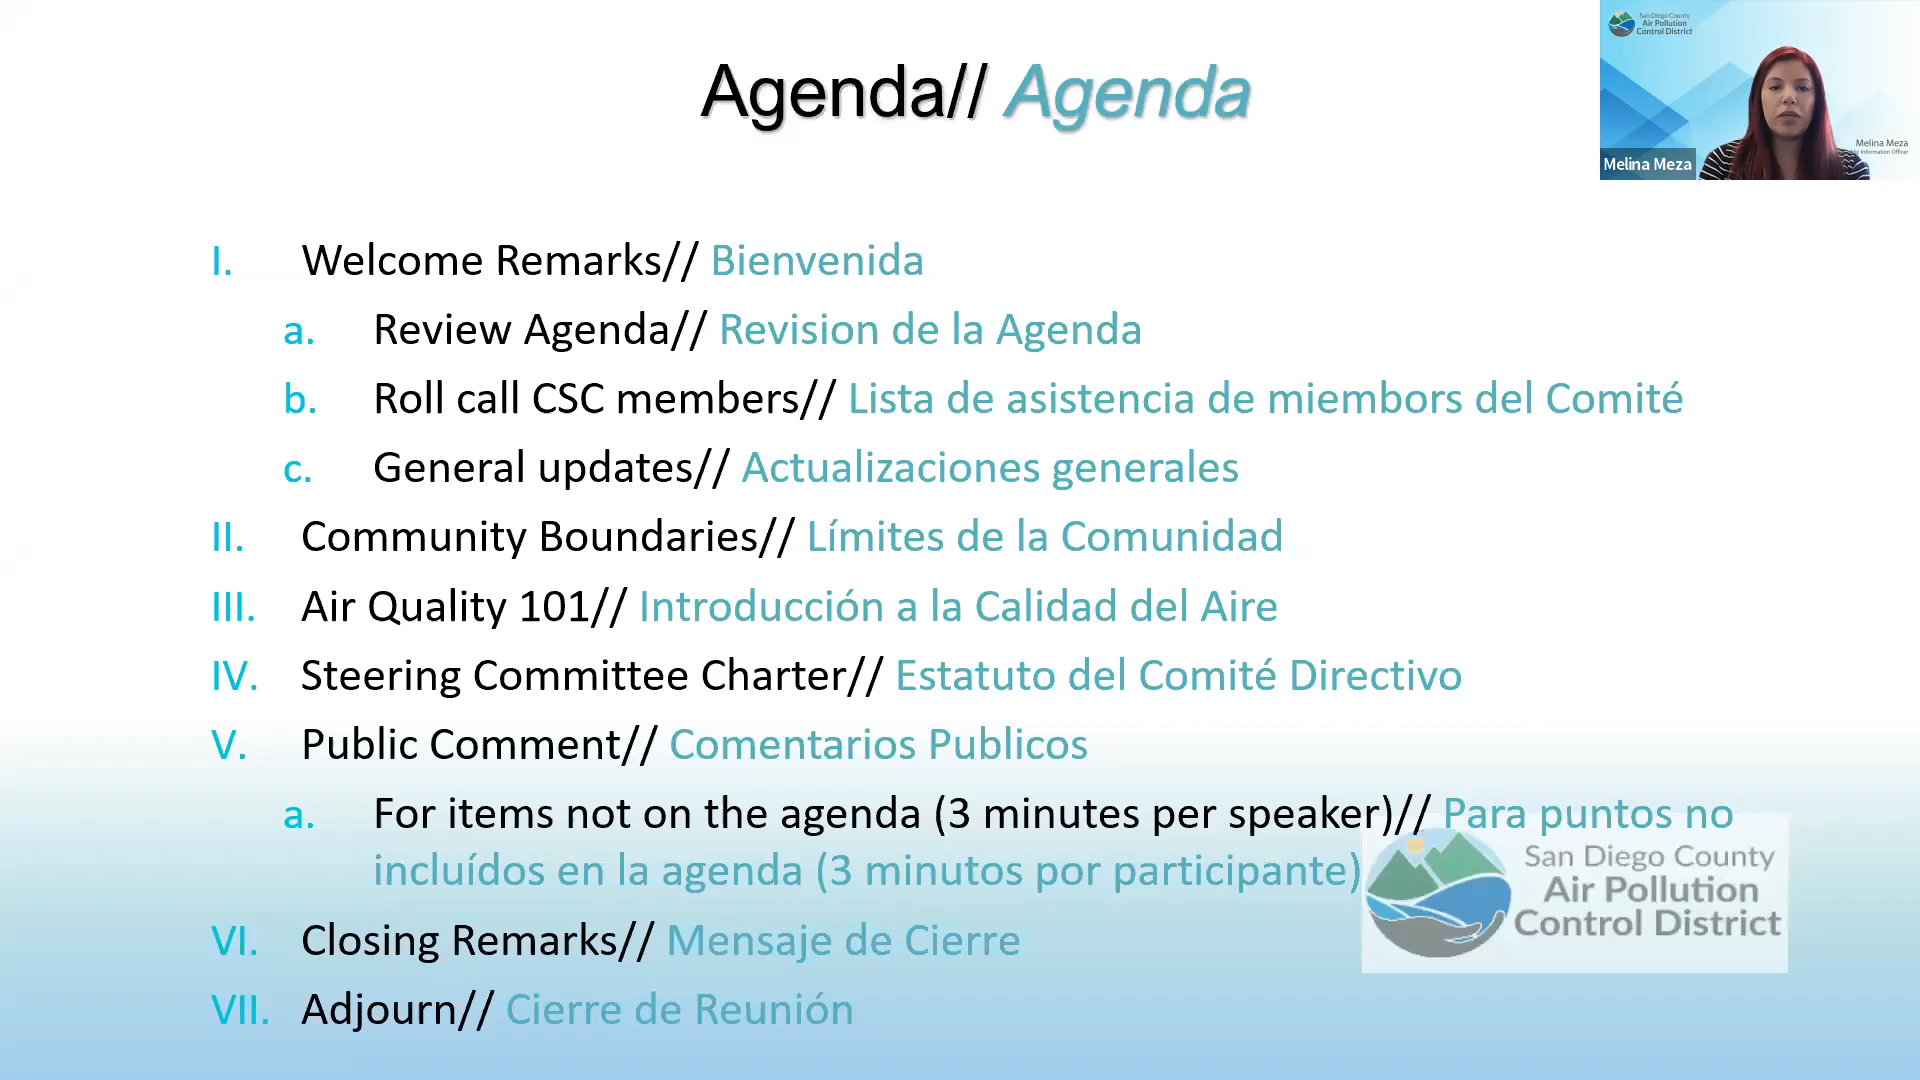 Agenda// Agenda
San Diego County
Air Pollution
Control District
Melina Meza
Public Information Officer
Melina Meza
I. Welcome Remarks// Bienvenida
a. Review Agenda// Revision de la Agenda
b. Roll call CSC members// Lista de asistencia de miembors del Comité
c. General updates// Actualizaciones generales
II. Community Boundaries// Límites de la Comunidad
III. Air Quality 101// Introducción a la Calidad del Aire
IV. Steering Committee Charter// Estatuto del Comité Directivo
V. Public Comment// Comentarios Publicos
a. For items not on the agenda (3 minutes per speaker)// Para puntos no
incluídos en la agenda (3 minutos por participante)
San Diego County
Air Pollution
Control District
VI. Closing Remarks// Mensaje de Cierre
VII. Adjourn// Cierre de Reunión